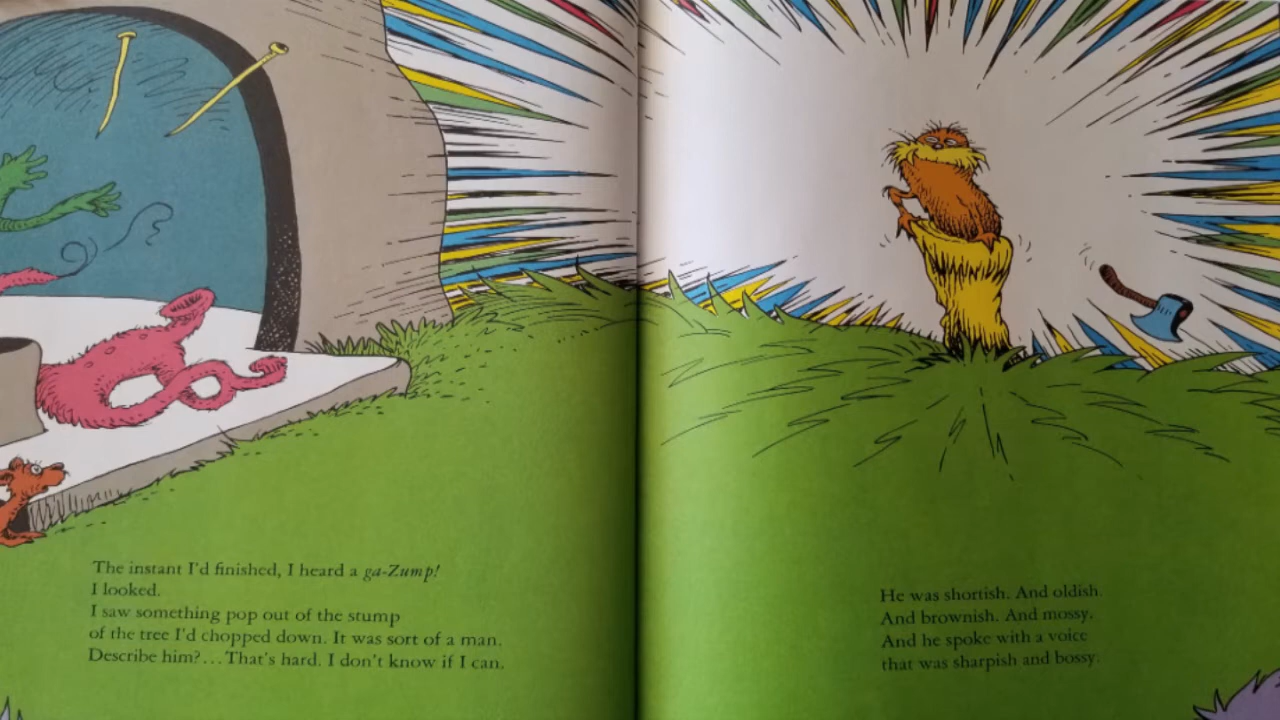 The instant I'd finished, I heard a ga-Zump!
I looked.
I saw something pop out of the stump
of the tree I'd chopped down. It was sort of a man.
Describe him?...That's hard. I don't know if I can.
He was shortish. And oldish.
And brownish. And mossy.
And he spoke with a voice
that was sharpish and bossy.